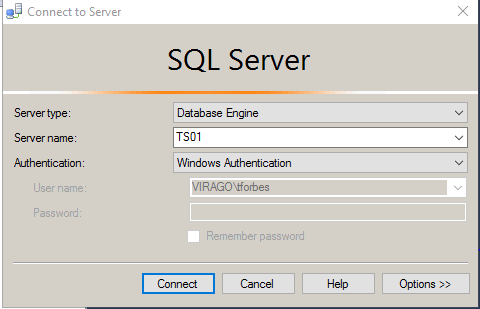 Connect to Server
SQL Server
Server type: Database Engine
Server name: TS01
Authentication: Windows Authentication
User name: VIRAGO\tforbes
Password:
Remember password
Connect Cancel Help Options >>